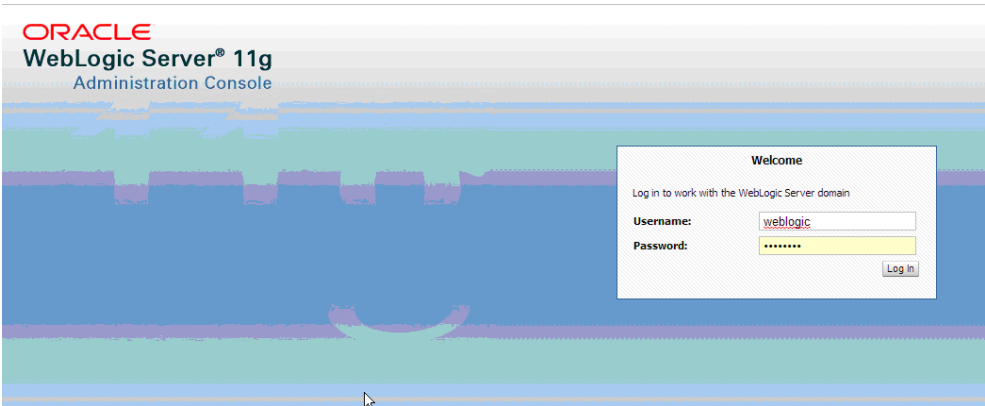 ORACLE
WebLogic Server® 11g
Administration Console
Welcome
Log in to work with the WebLogic Server domain
Username: weblogic
Password: ••••••••
Log In